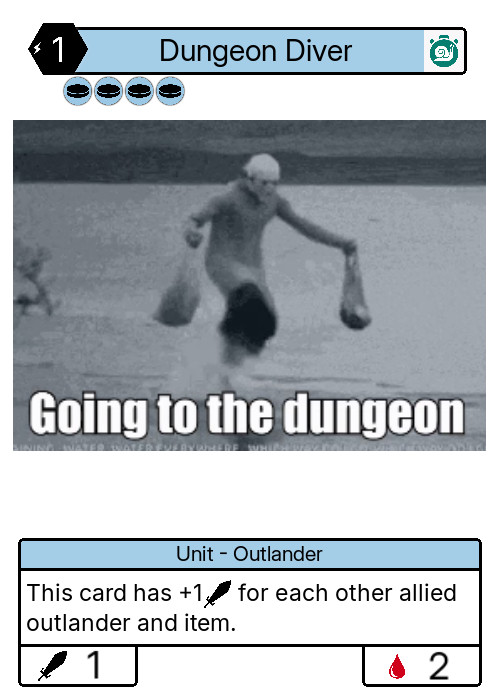 1
Dungeon Diver
Going to the dungeon
Unit - Outlander
This card has +1 for each other allied
outlander and item.
1
2